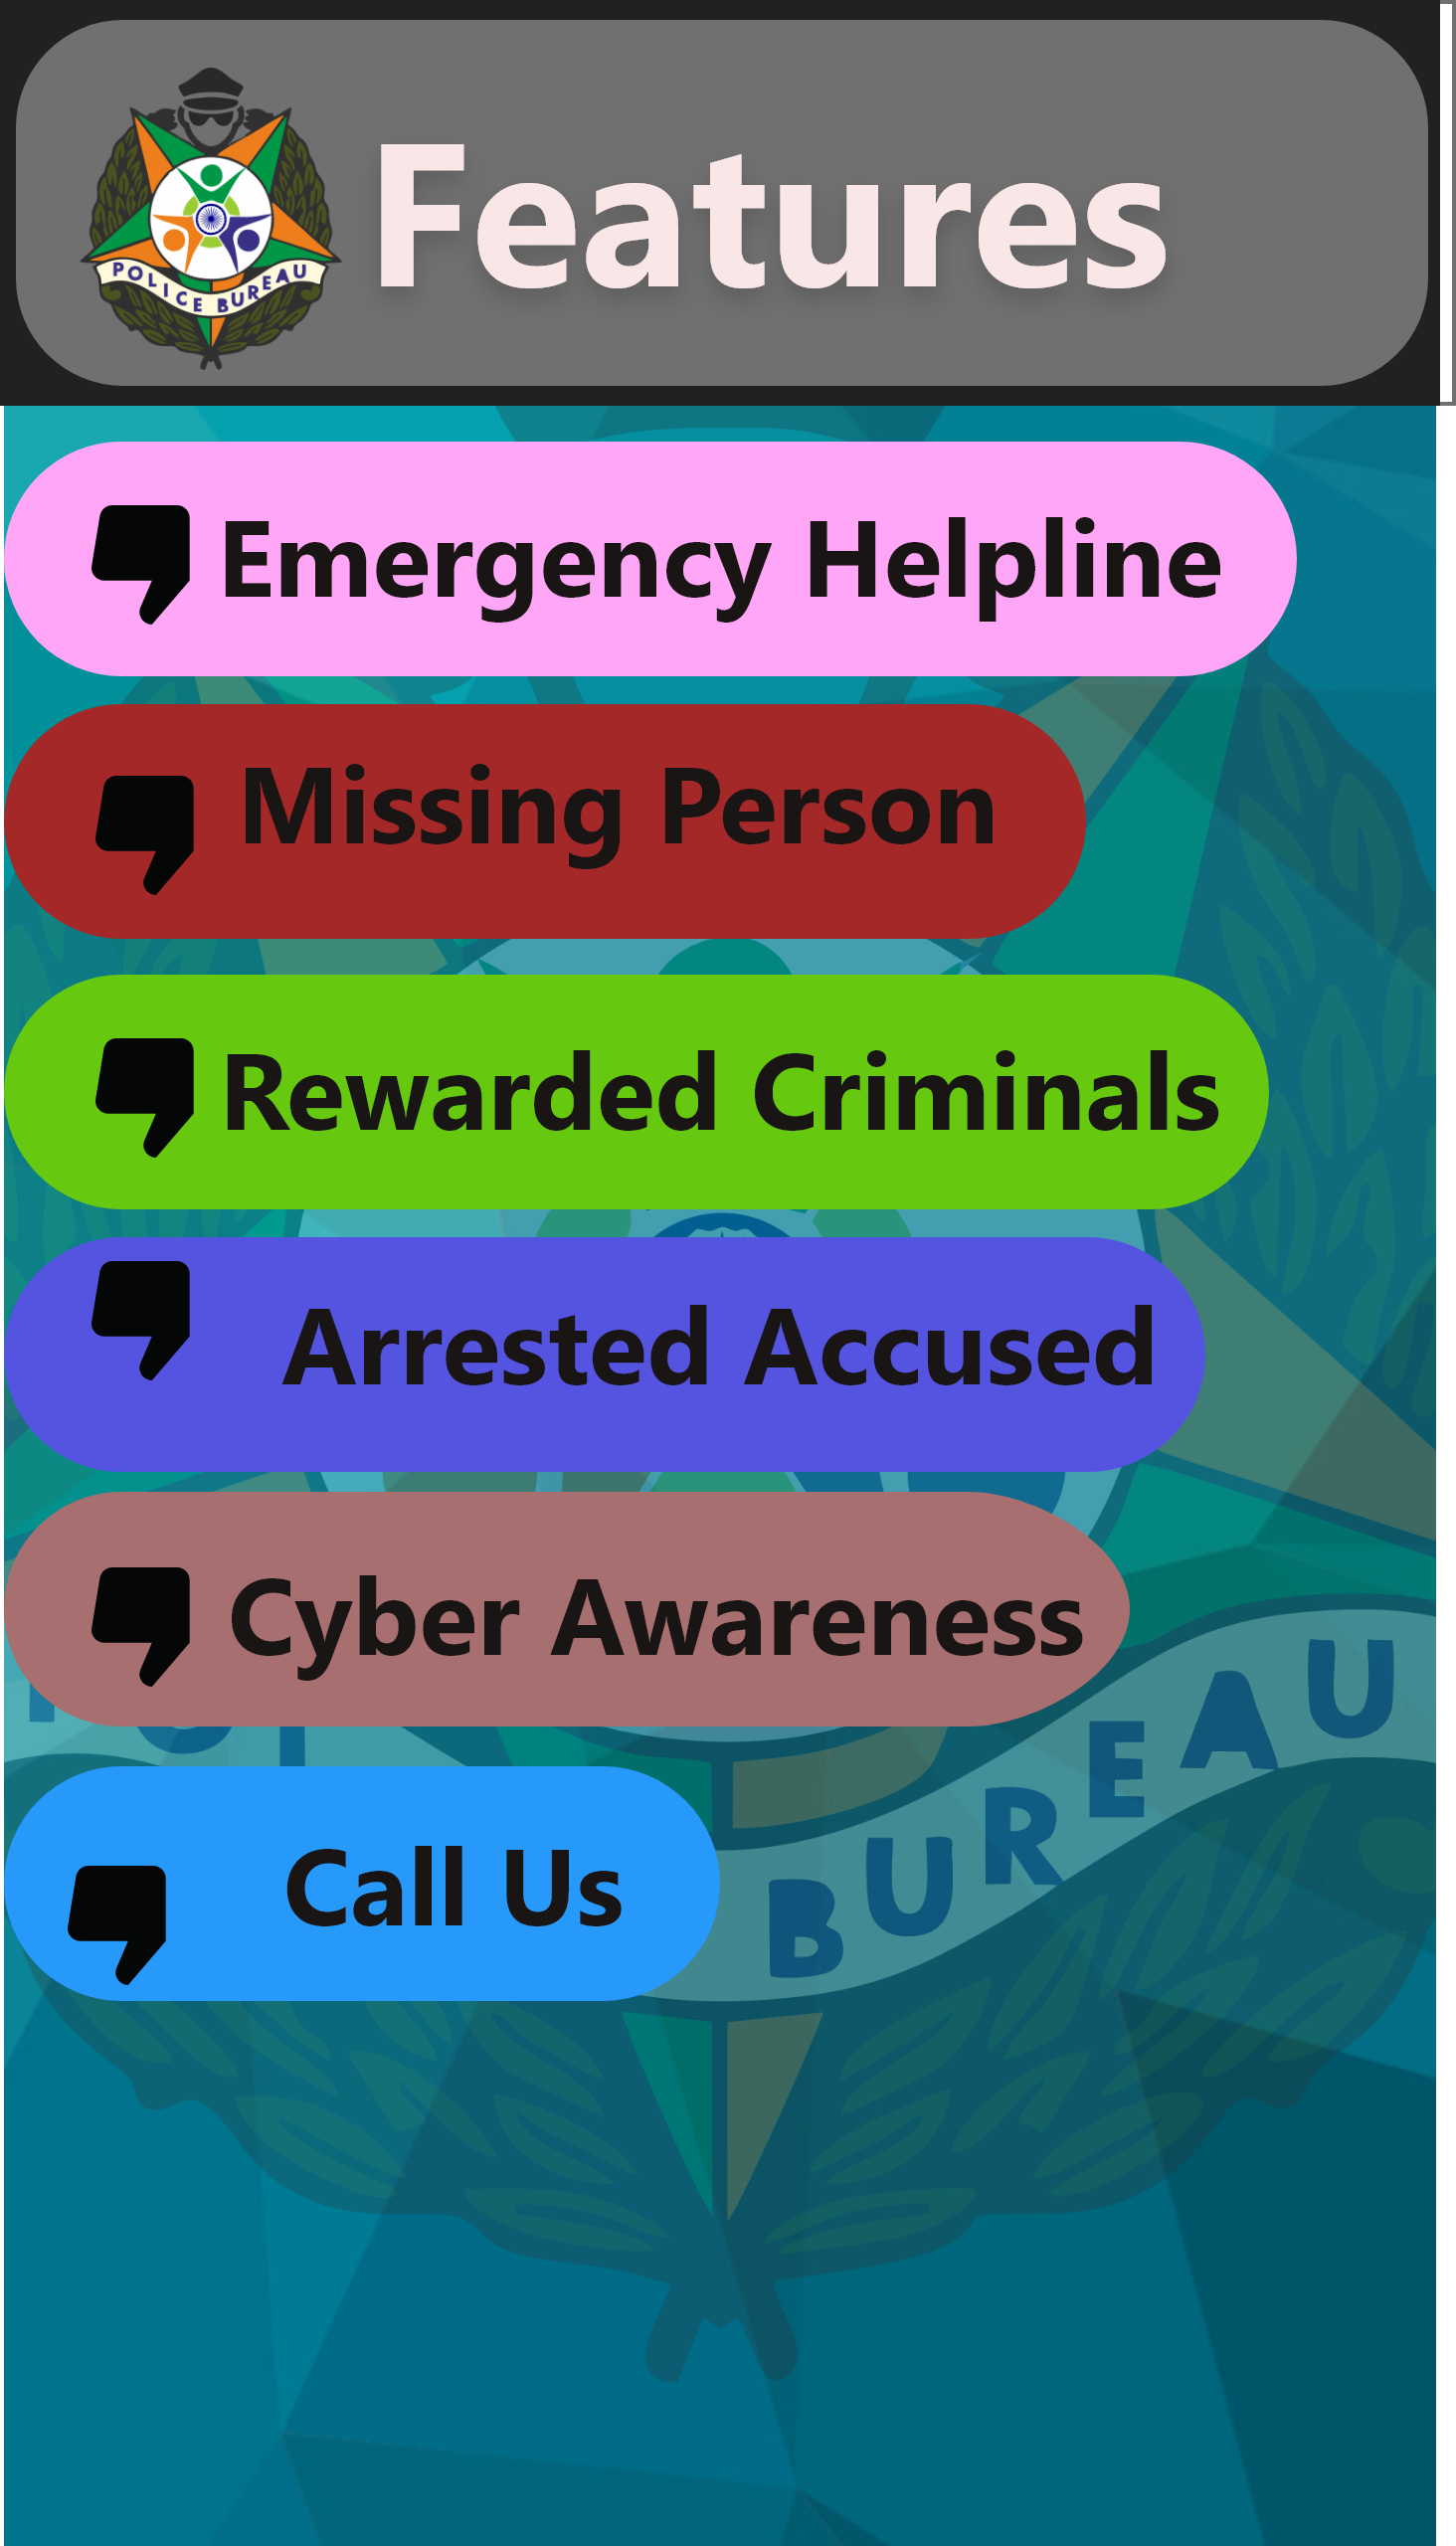 Features
POLICE BUREAU
Emergency Helpline
Missing Person
Rewarded Criminals
Arrested Accused
Cyber Awareness
Call Us
BUREAU